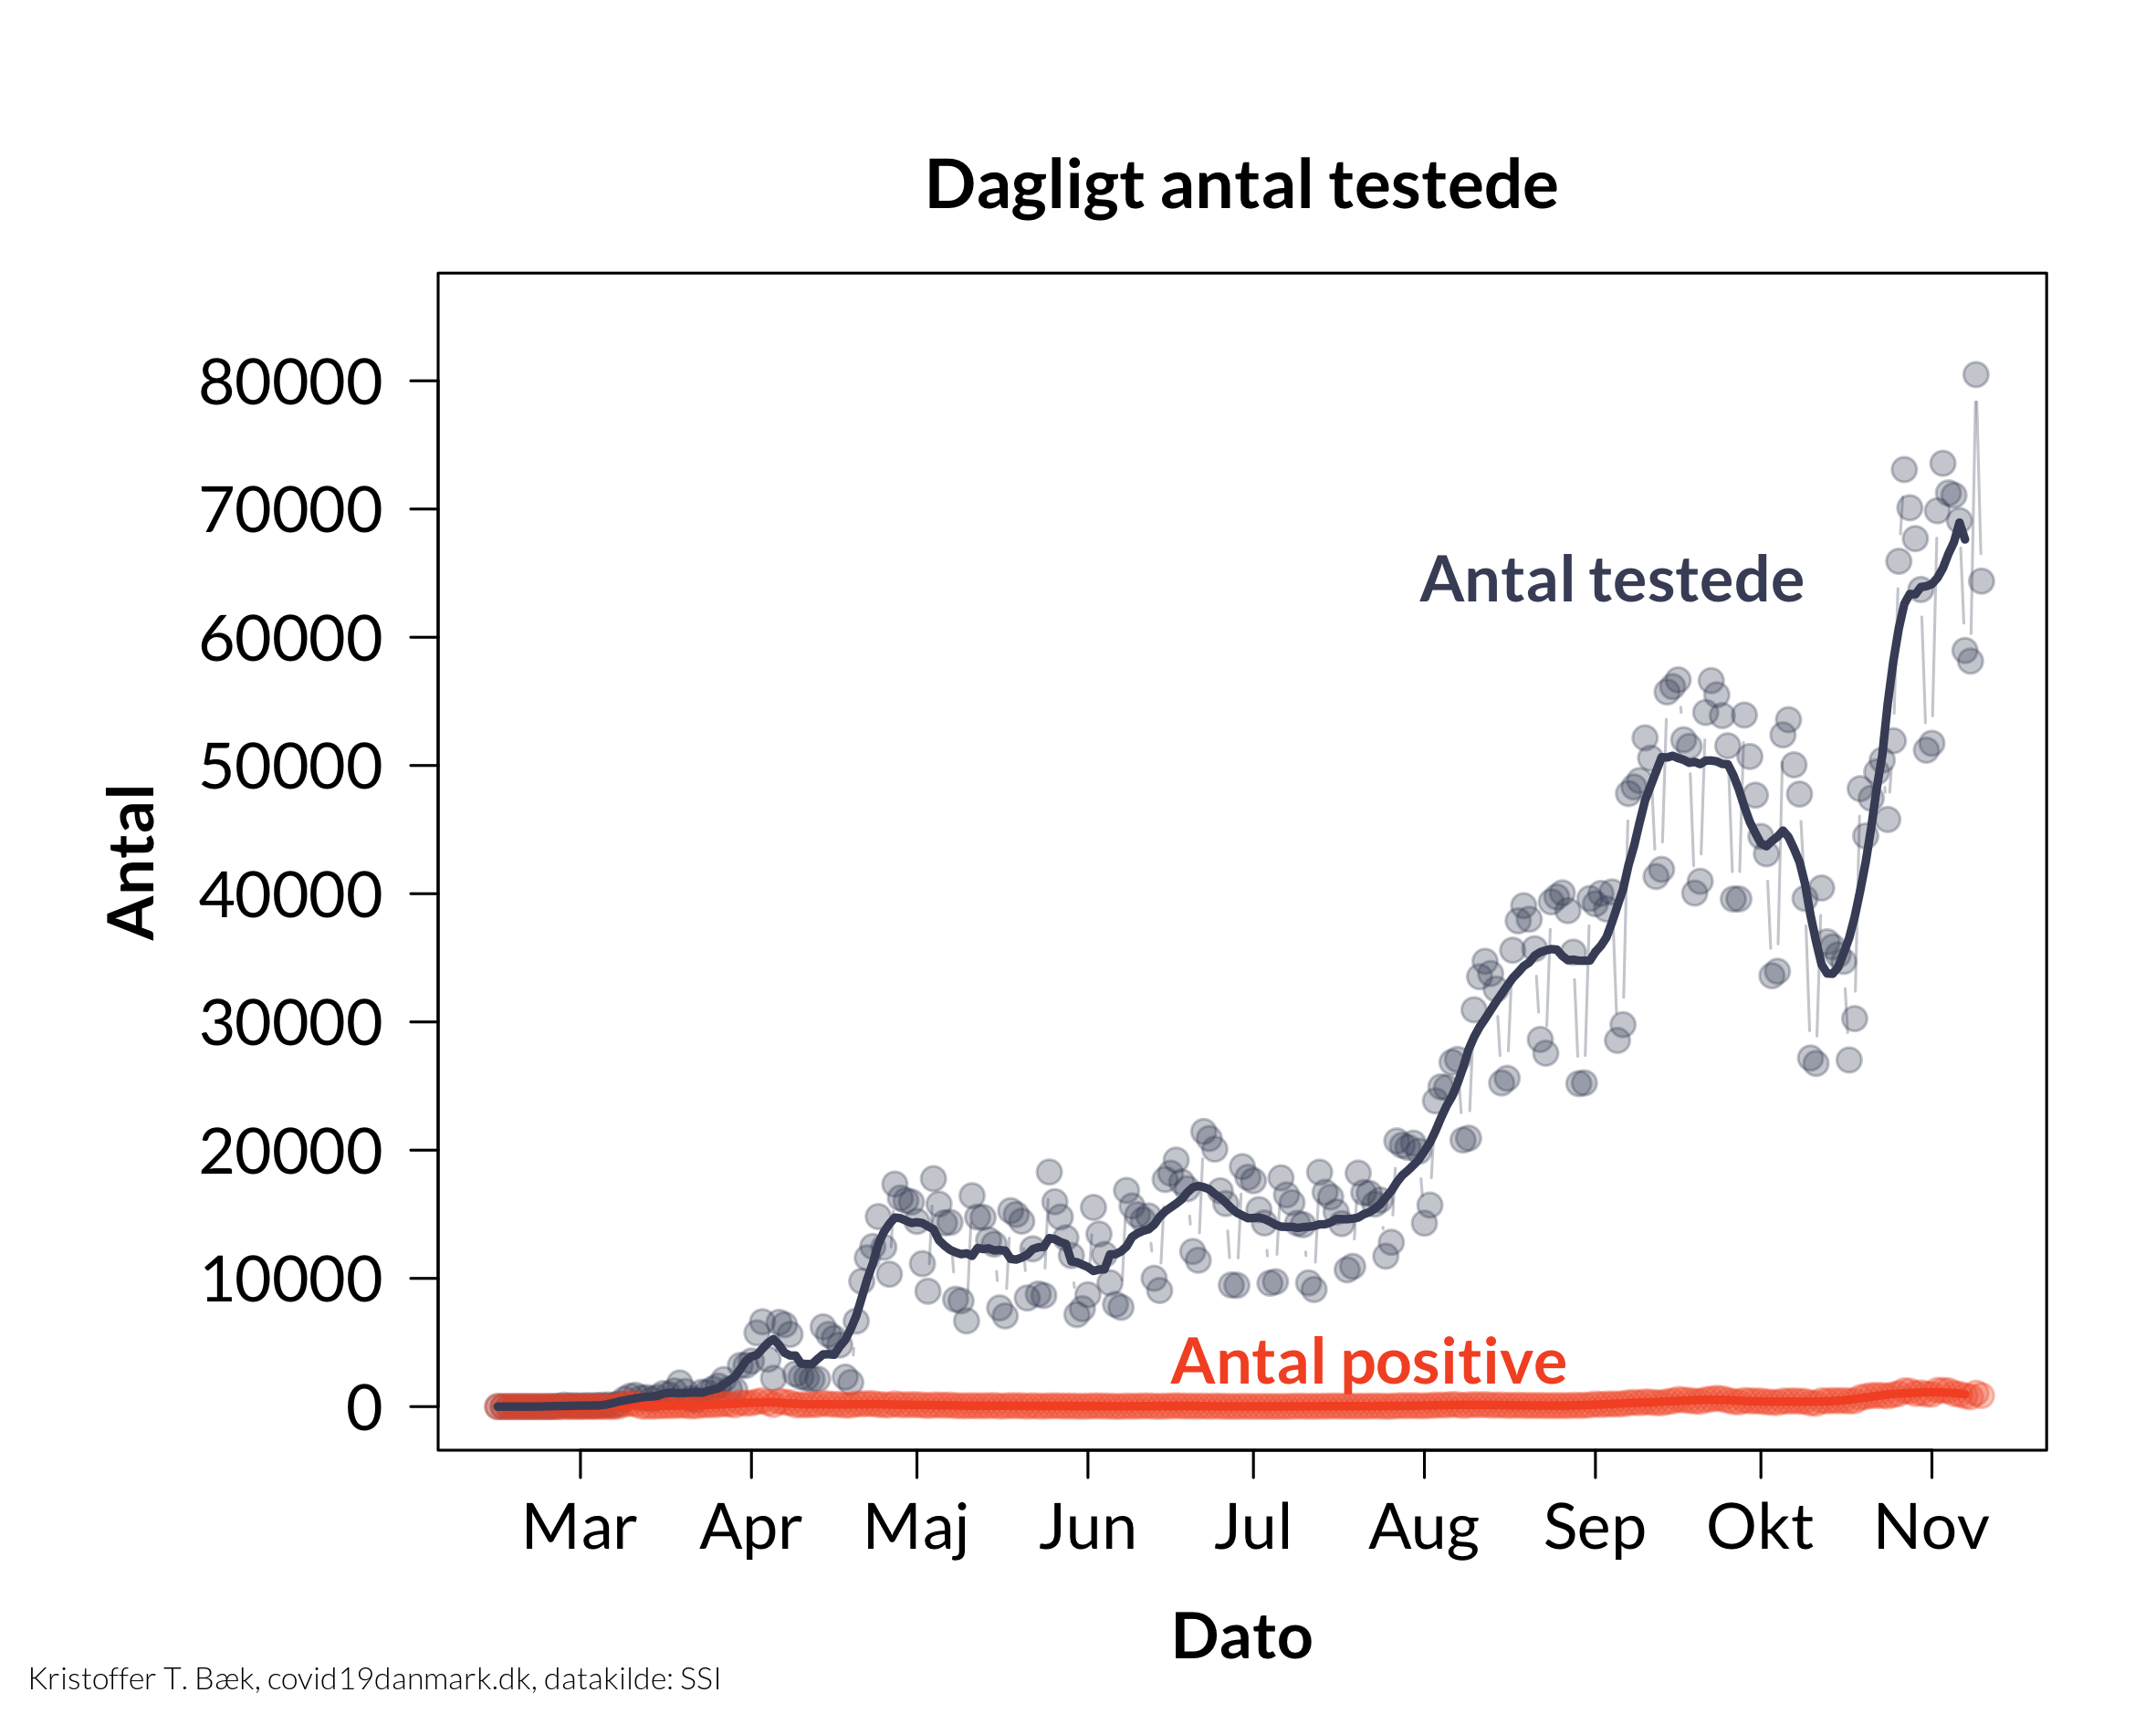 Dagligt antal testede
80000
70000
60000
50000
40000
30000
20000
10000
0
Antal
Antal testede
Antal positive
Mar Apr Maj Jun Jul Aug Sep Okt Nov
Dato
Kristoffer T. Bæk, covid19danmark.dk, datakilde: SSI